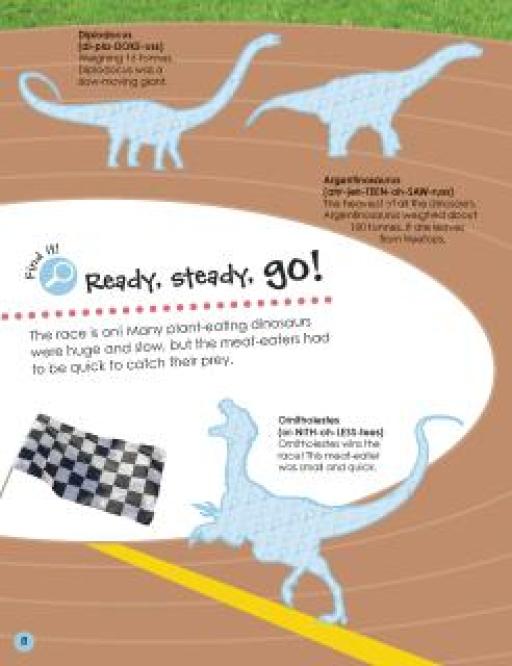 Diplodocus
(di-plo-DOKE-uss)
Weighing 16 tonnes,
Diplodocus was a
slow-moving giant.
Argentinosaurus
(ahr-jen-TEEN-oh-SAW-russ)
The heaviest of all the dinosaurs,
Argentinosaurus weighed about
100 tonnes. It ate leaves
from treetops.
Find it!
Ready, steady, go!
The race is on! Many plant-eating dinosaurs
were huge and slow, but the meat-eaters had
to be quick to catch their prey.
Ornitholestes
(or-NITH-oh-LESS-teez)
Ornitholestes wins the
race! This meat-eater
was small and quick.
8